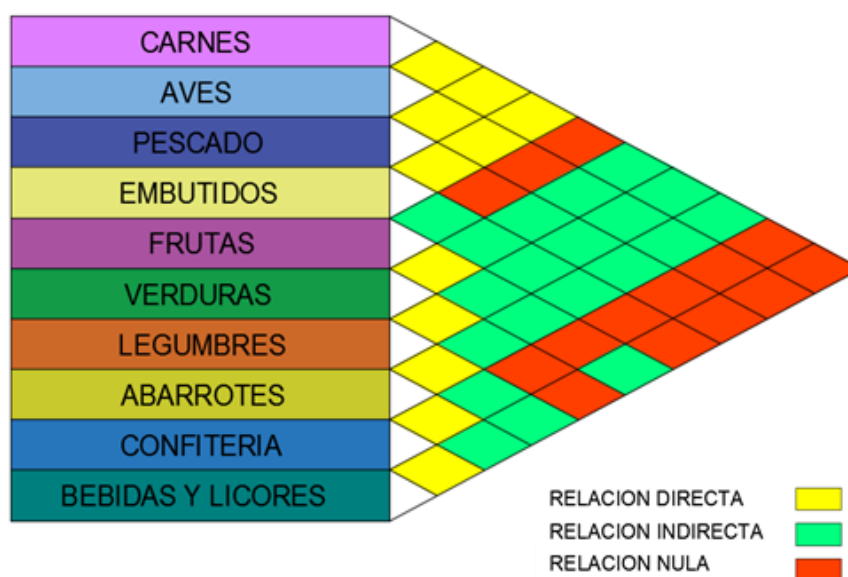 CARNES
AVES
PESCADO
EMBUTIDOS
FRUTAS
VERDURAS
LEGUMBRES
ABARROTES
CONFITERIA
BEBIDAS Y LICORES
RELACION DIRECTA
RELACION INDIRECTA
RELACION NULA